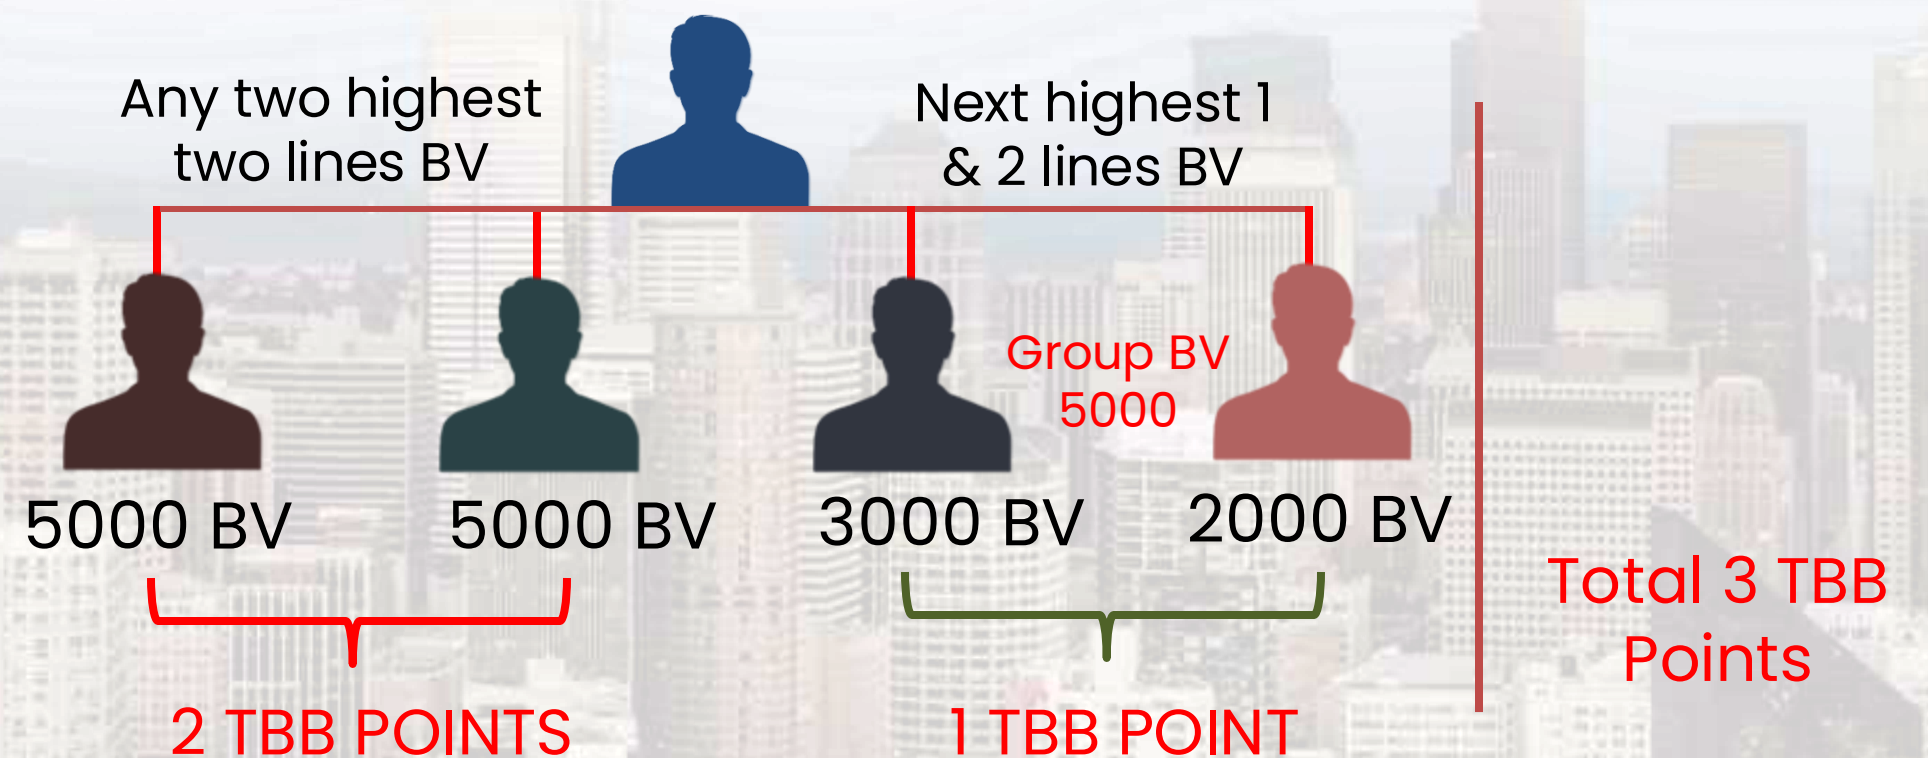 Any two highest
two lines BV
Next highest 1
& 2 lines BV
Group BV
5000
5000 BV
5000 BV
3000 BV
2000 BV
2 TBB POINTS
1 TBB POINT
Total 3 TBB
Points